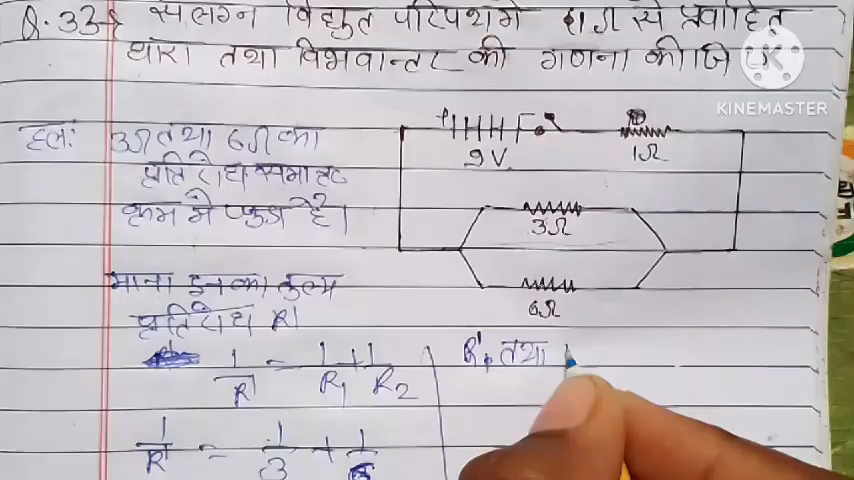 Q.33 संलग्न विद्युत परिपथ में 1Ω से प्रवाहित
धारा तथा विभवान्तर की गणना कीजि
KINEMASTER
हल: 3Ω तथा 6Ω का
प्रतिरोध समान्तर
क्रम में जुड़ा है।
9V
1Ω
3Ω
6Ω
माना इनका तुल्य
प्रतिरोध R'
1/R' = 1/R1 + 1/R2
1/R' = 1/3 + 1/6
R', तथा